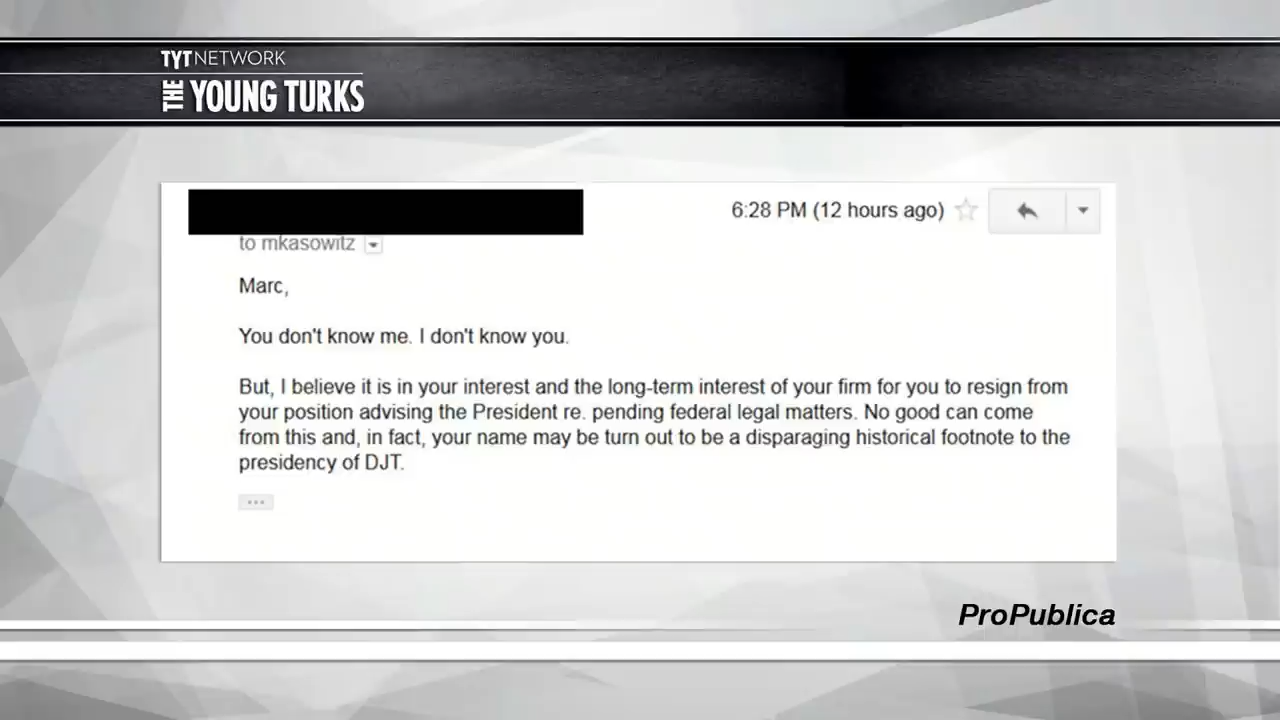 TYT NETWORK
THE YOUNG TURKS
6:28 PM (12 hours ago)
to mkasowitz
Marc,
You don't know me. I don't know you.
But, I believe it is in your interest and the long-term interest of your firm for you to resign from
your position advising the President re. pending federal legal matters. No good can come
from this and, in fact, your name may be turn out to be a disparaging historical footnote to the
presidency of DJT.
ProPublica